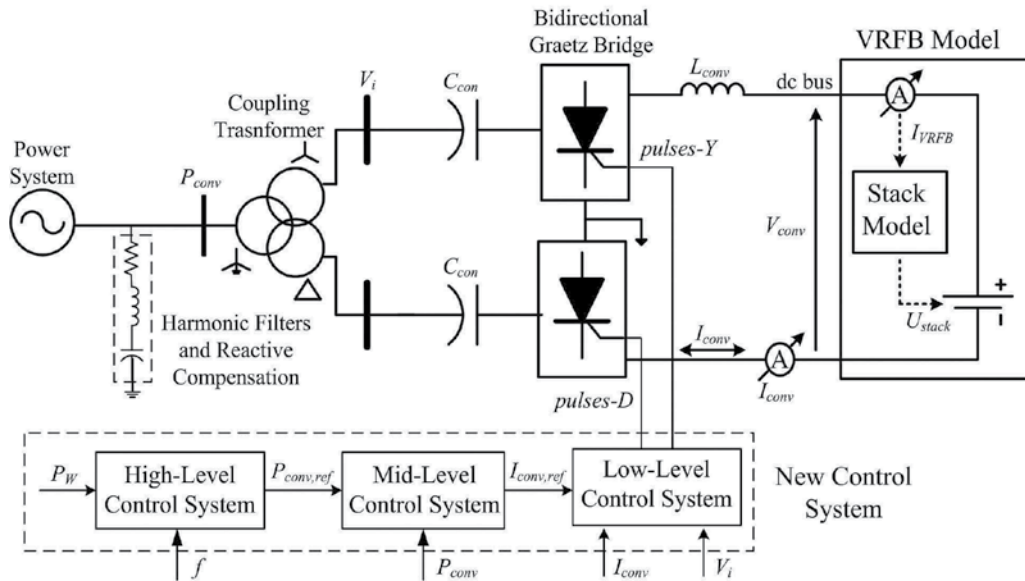 Bidirectional
Graetz Bridge
VRFB Model
V_i
C_con
L_conv
dc bus
A
Coupling
Trasnformer
I_VRFB
pulses-Y
Power
System
P_conv
Stack
Model
V_conv
C_con
+
-
U_stack
Harmonic Filters
and Reactive
Compensation
I_conv
A
I_conv
pulses-D
P_W
High-Level
Control System
P_conv,ref
Mid-Level
Control System
I_conv,ref
Low-Level
Control System
New Control
System
f
P_conv
I_conv
V_i